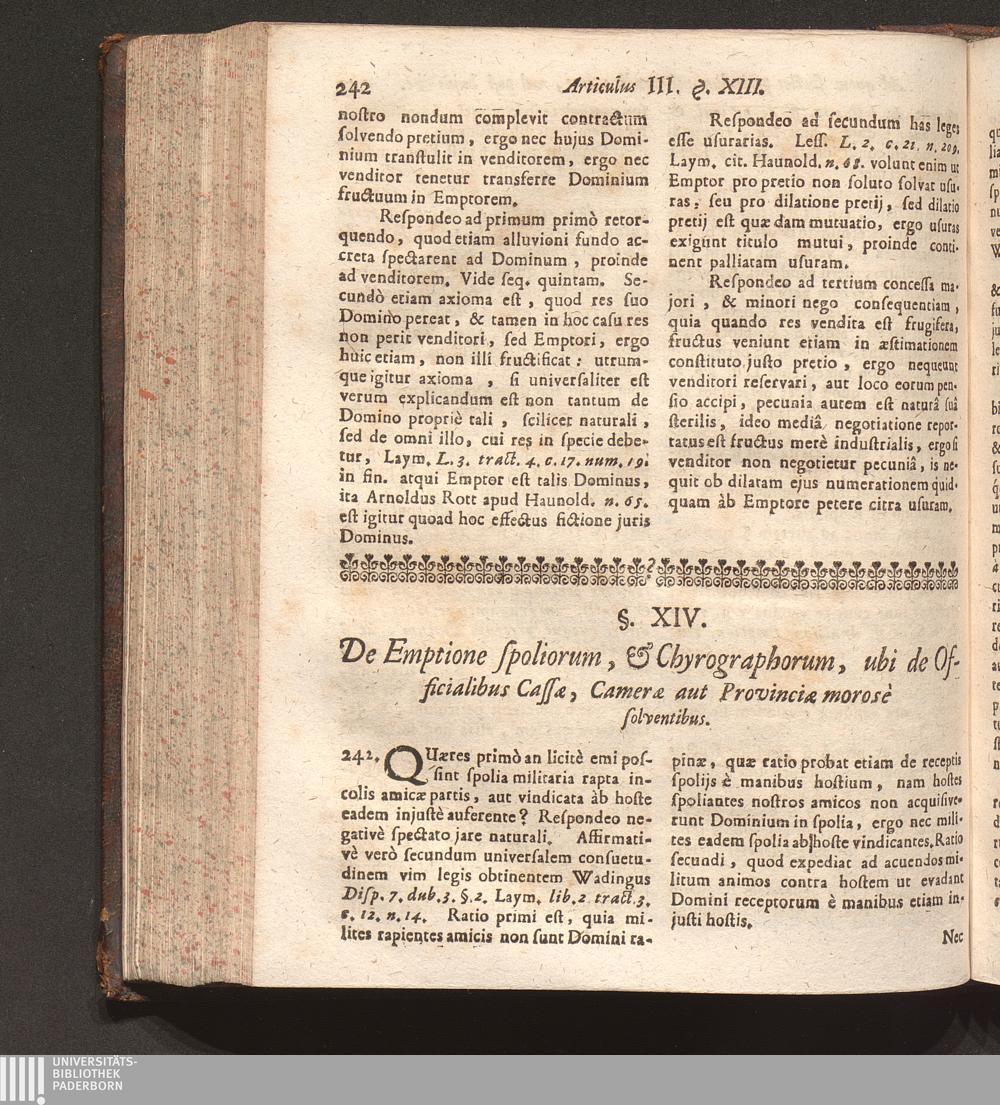 242 Articulus III. §. XIII.
nostro nondum complevit contractum
solvendo pretium, ergo nec hujus Domi-
nium transtulit in venditorem, ergo nec
venditor tenetur transferre Dominium
fructuum in Emptorem.
Respondeo ad primum primò retor-
quendo, quod etiam alluvioni fundo ac-
creta spectarent ad Dominum, proinde
ad venditorem. Vide seq. quintam. Se-
cundò etiam axioma est, quod res suo
Domino pereat, & tamen in hoc casu res
non perit venditori, sed Emptori, ergo
huic etiam, non illi fructificat: utrum-
que igitur axioma, si universaliter est
verum explicandum est non tantum de
Domino propriè tali, scilicet naturali,
sed de omni illo, cui res in specie debe-
tur, Laym. L. 3. tract. 4. c. 17. num. 19.
in fin. atqui Emptor est talis Dominus,
ita Arnoldus Rott apud Haunold. n. 65.
est igitur quoad hoc effectus fictione juris
Dominus.
Respondeo ad secundum has leges
esse usurarias. Less. L. 2. c. 21. n. 209.
Laym. cit. Haunold. n. 68. volunt enim ut
Emptor pro pretio non soluto solvat usu-
ras, seu pro dilatione pretij, sed dilatio
pretij est quædam mutuatio, ergo usuras
exigunt titulo mutui, proinde conti-
nent palliatam usuram.
Respondeo ad tertium concessa ma-
jori, & minori nego consequentiam,
quia quando res vendita est frugifera,
fructus veniunt etiam in æstimationem
constituto justo pretio, ergo nequeunt
venditori reservari, aut loco eorum pen-
sio accipi, pecunia autem est naturâ suâ
sterilis, ideo mediâ negotiatione repor-
tatus est fructus merè industrialis, ergo si
venditor non negotietur pecuniâ, is ne-
quit ob dilatam ejus numerationem quid-
quam àb Emptore petere citra usuram.
§. XIV.
De Emptione spoliorum, & Chyrographorum, ubi de Of-
ficialibus Cassæ, Cameræ aut Provinciæ morosè
solventibus.
242. QUæres primò an licitè emi pos-
sint spolia militaria rapta in-
colis amicæ partis, aut vindicata àb hoste
eadem injustè auferente? Respondeo ne-
gativè spectato jare naturali. Affirmati-
vè verò secundum universalem consuetu-
dinem vim legis obtinentem Wadingus
Disp. 7. dub. 3. §. 2. Laym. lib. 2 tract. 3.
c. 12. n. 14. Ratio primi est, quia mi-
lites rapientes amicis non sunt Domini ra-
pinæ, quæ ratio probat etiam de receptis
spolijs è manibus hostium, nam hostes
spoliantes nostros amicos non acquisive-
runt Dominium in spolia, ergo nec mili-
tes eadem spolia ab hoste vindicantes. Ratio
secundi, quod expediat ad acuendos mi-
litum animos contra hostem ut evadant
Domini receptorum è manibus etiam in-
justi hostis.
Nec
UNIVERSITÄTS-
BIBLIOTHEK
PADERBORN